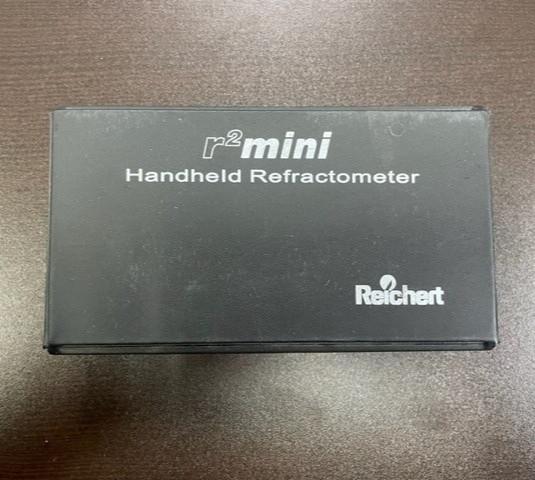 r²mini
Handheld Refractometer
Reichert